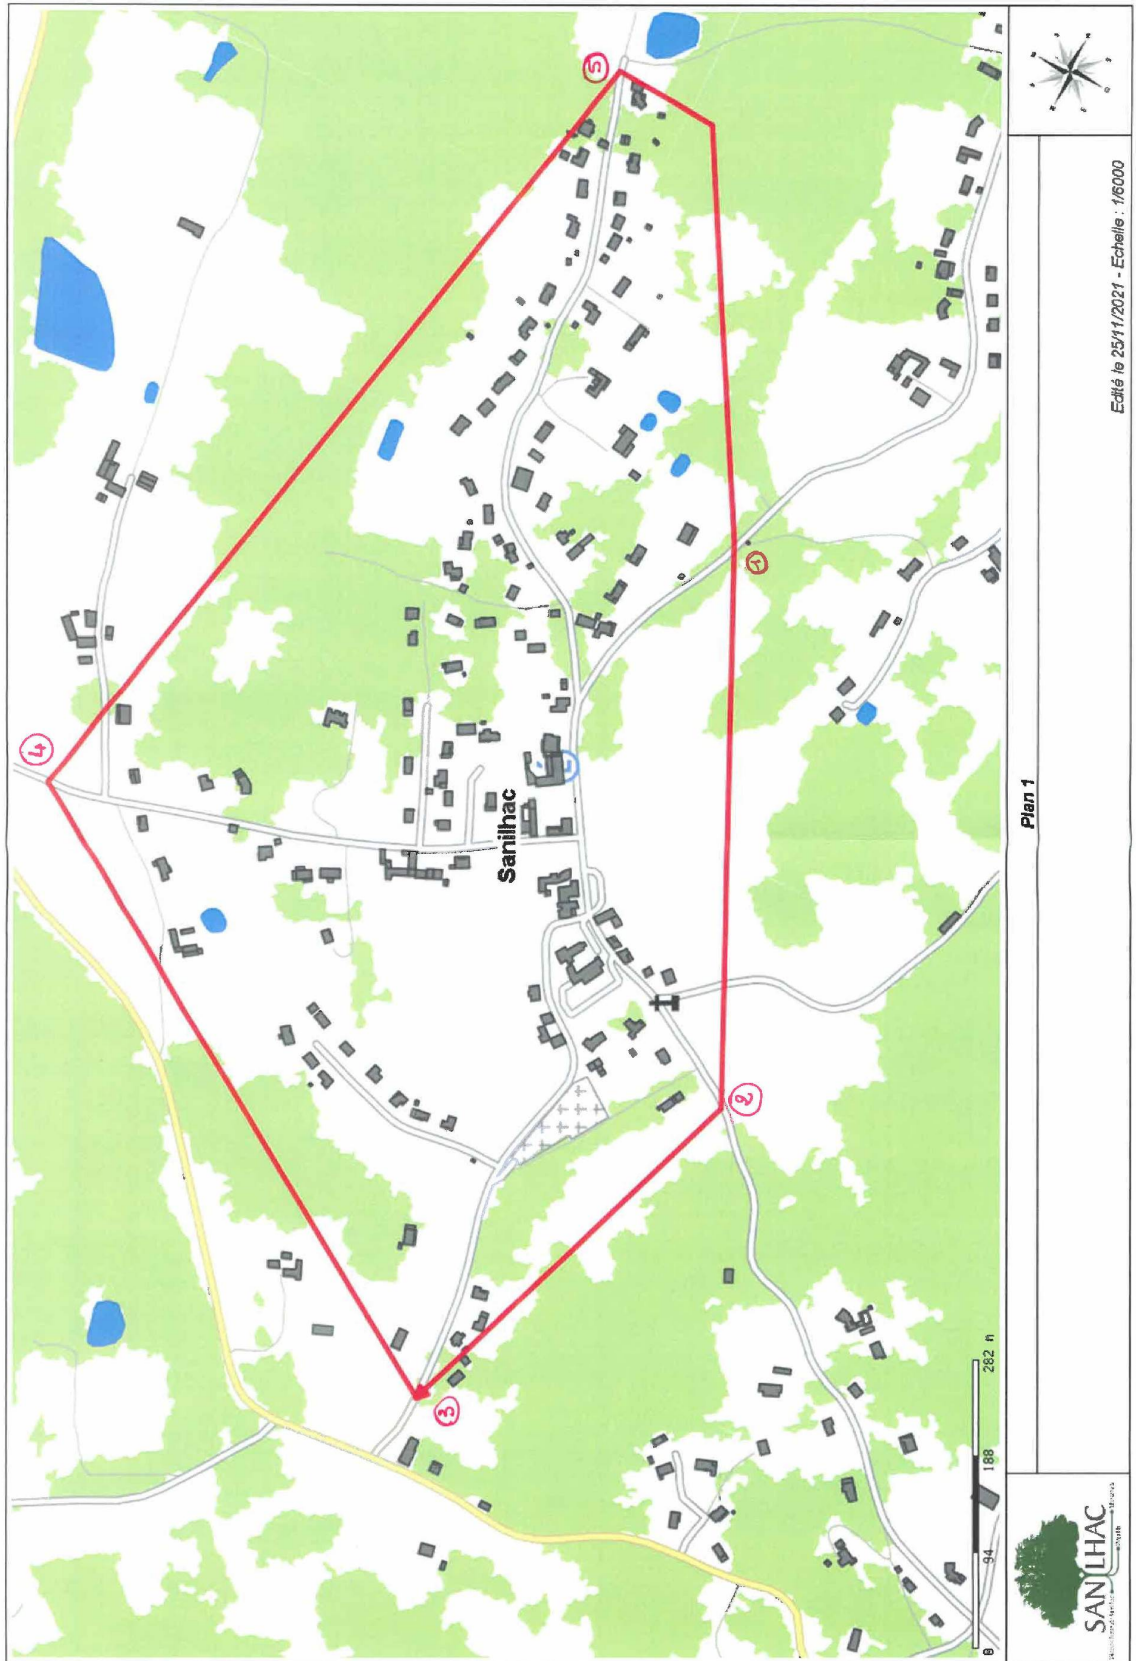 5
4
1
Sanilhac
2
3
0 94 188 282 m
Plan 1
Edité le 25/11/2021 - Echelle : 1/6000
SANILHAC